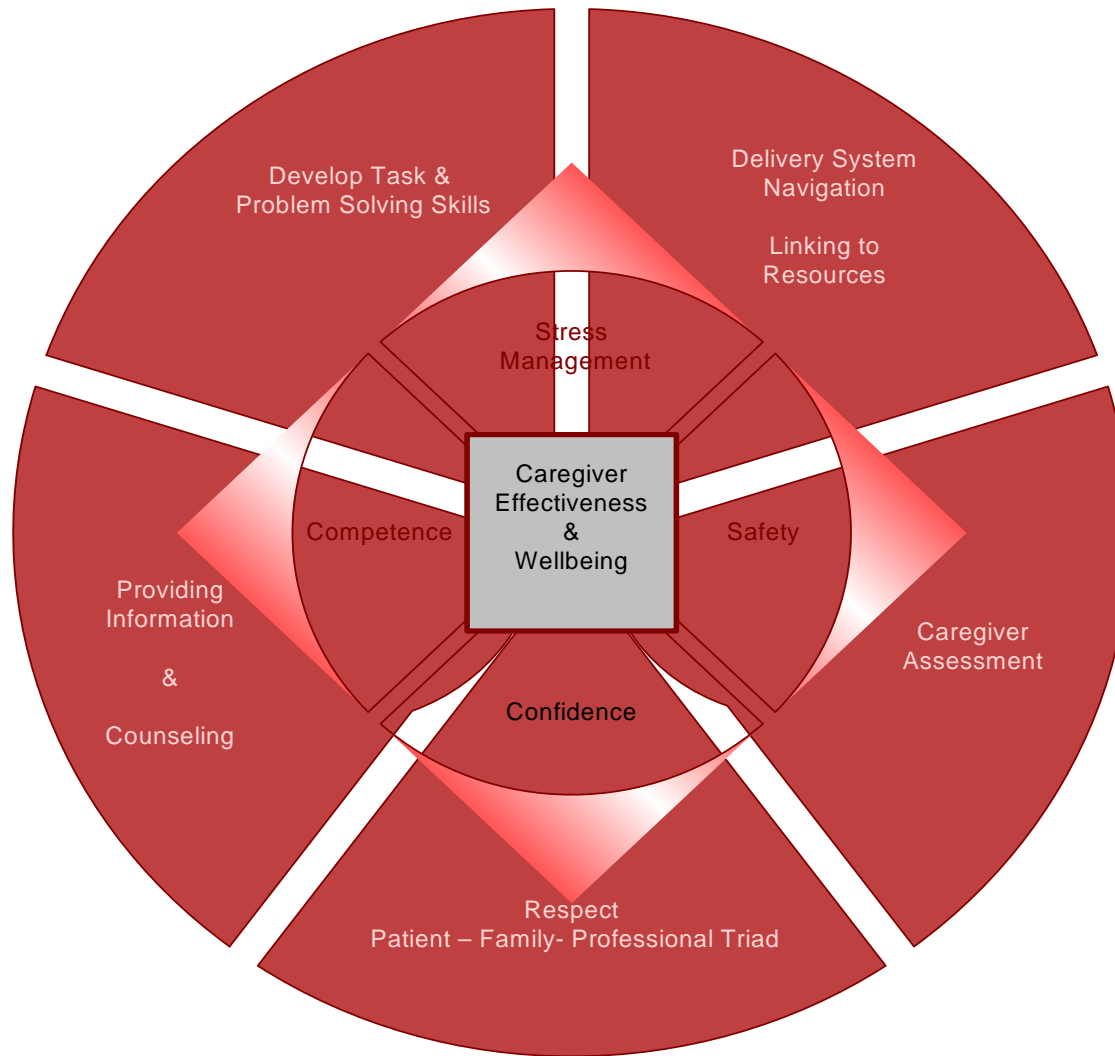 Develop Task &
Problem Solving Skills
Delivery System
Navigation
Linking to
Resources
Stress
Management
Caregiver
Effectiveness
&
Wellbeing
Competence
Safety
Providing
Information
&
Counseling
Caregiver
Assessment
Confidence
Respect
Patient – Family- Professional Triad